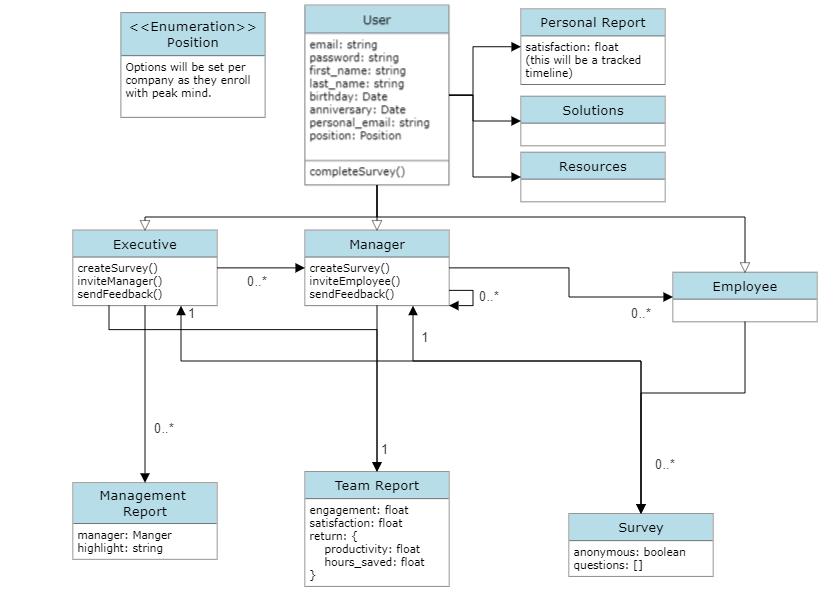 <<Enumeration>>
Position
Options will be set per
company as they enroll
with peak mind.
User
email: string
password: string
first_name: string
last_name: string
birthday: Date
anniversary: Date
personal_email: string
position: Position
completeSurvey()
Personal Report
satisfaction: float
(this will be a tracked
timeline)
Solutions
Resources
Executive
createSurvey()
inviteManager()
sendFeedback()
0..*
Manager
createSurvey()
inviteEmployee()
sendFeedback()
0..*
Employee
0..*
1
1
0..*
1
0..*
Management
Report
manager: Manger
highlight: string
Team Report
engagement: float
satisfaction: float
return: {
productivity: float
hours_saved: float
}
Survey
anonymous: boolean
questions: []